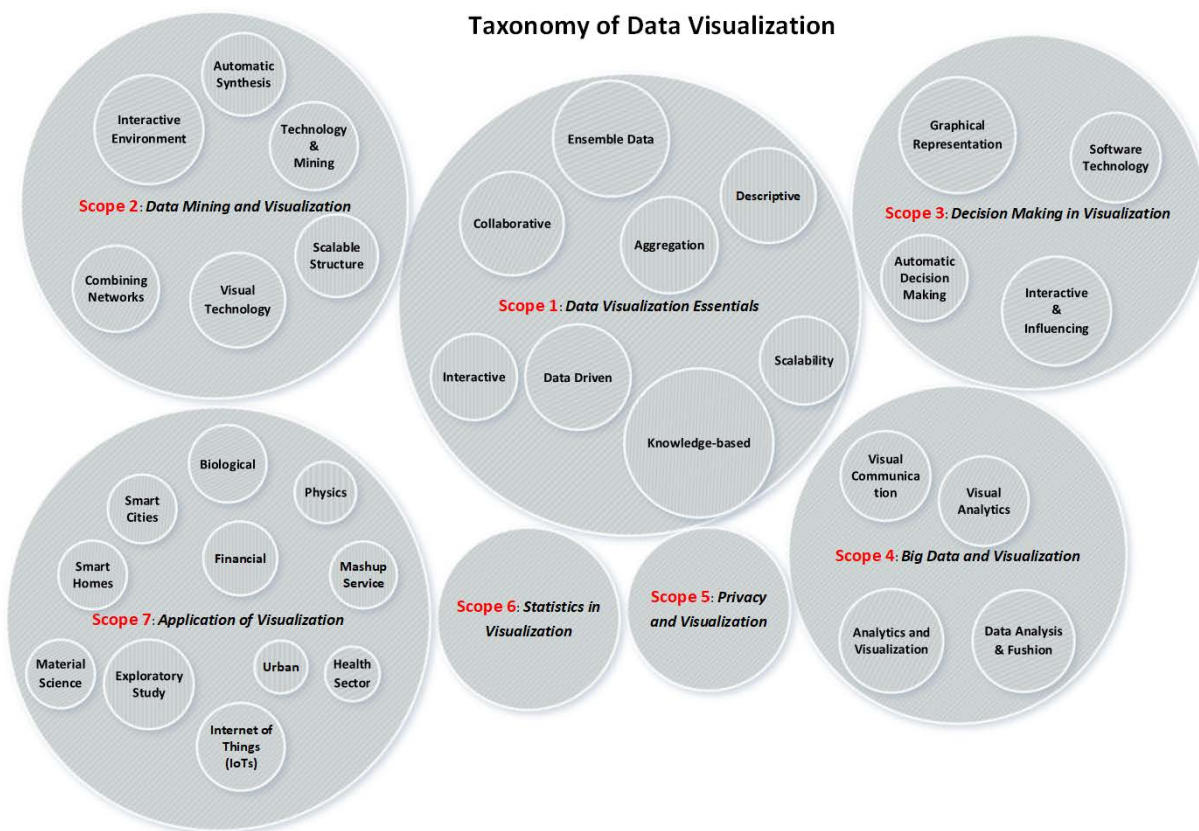 Taxonomy of Data Visualization
Automatic
Synthesis
Interactive
Environment
Technology
&
Mining
Scope 2: Data Mining and Visualization
Scalable
Structure
Combining
Networks
Visual
Technology
Ensemble Data
Descriptive
Collaborative
Aggregation
Scope 1: Data Visualization Essentials
Interactive
Data Driven
Scalability
Knowledge-based
Graphical
Representation
Software
Technology
Scope 3: Decision Making in Visualization
Automatic
Decision
Making
Interactive
&
Influencing
Visual
Communica
tion
Visual
Analytics
Scope 4: Big Data and Visualization
Analytics and
Visualization
Data Analysis
& Fushion
Scope 6: Statistics in
Visualization
Scope 5: Privacy
and Visualization
Biological
Physics
Smart
Cities
Financial
Smart
Homes
Mashup
Service
Scope 7: Application of Visualization
Material
Science
Exploratory
Study
Urban
Health
Sector
Internet of
Things
(IoTs)